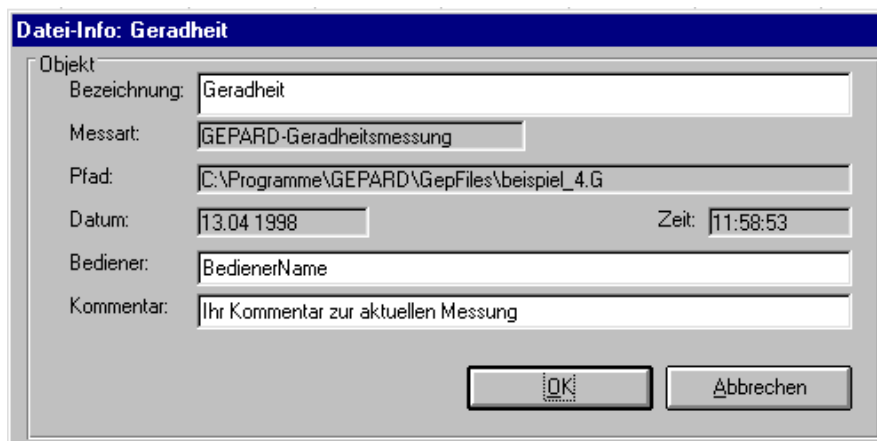 Datei-Info: Geradheit
Objekt
Bezeichnung: Geradheit
Messart: GEPARD-Geradheitsmessung
Pfad: C:\Programme\GEPARD\GepFiles\beispiel_4.G
Datum: 13.04 1998 Zeit: 11:58:53
Bediener: BedienerName
Kommentar: Ihr Kommentar zur aktuellen Messung
OK Abbrechen